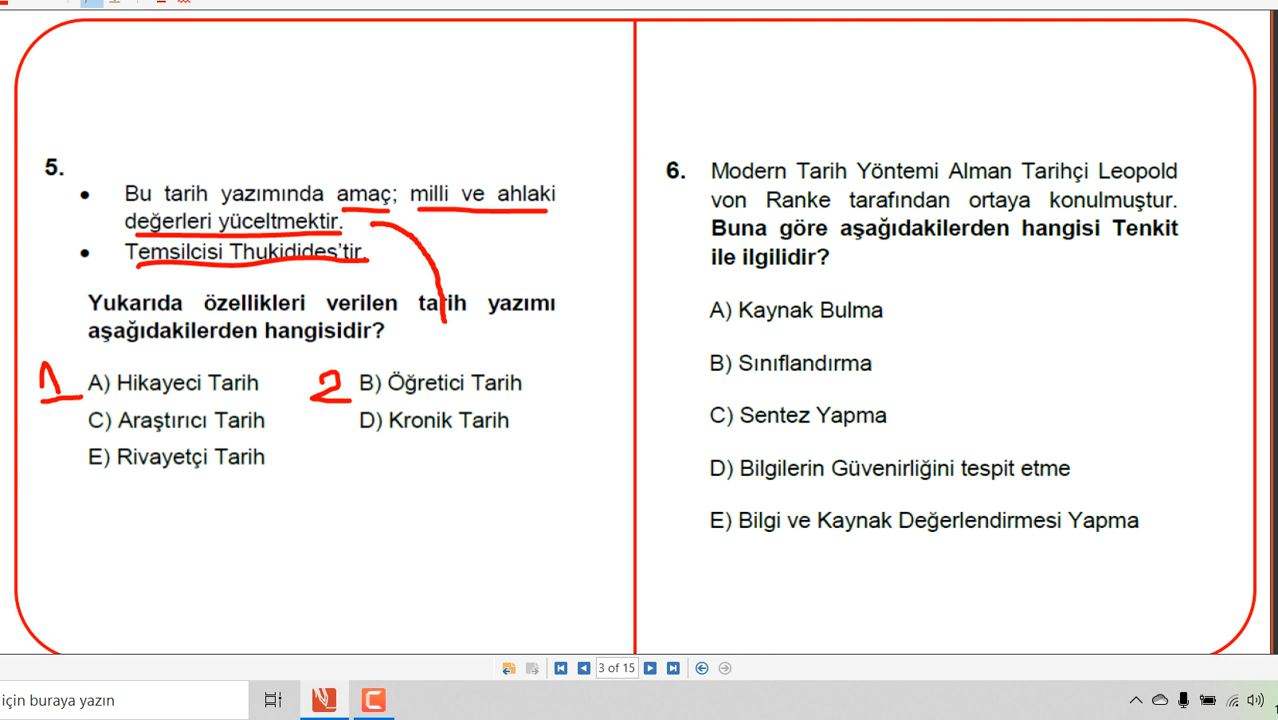 5.
• Bu tarih yazımında amaç; milli ve ahlaki
değerleri yüceltmektir.
• Temsilcisi Thukidides'tir.
Yukarıda özellikleri verilen tarih yazımı
aşağıdakilerden hangisidir?
1 A) Hikayeci Tarih 2 B) Öğretici Tarih
C) Araştırıcı Tarih D) Kronik Tarih
E) Rivayetçi Tarih
6. Modern Tarih Yöntemi Alman Tarihçi Leopold
von Ranke tarafından ortaya konulmuştur.
Buna göre aşağıdakilerden hangisi Tenkit
ile ilgilidir?
A) Kaynak Bulma
B) Sınıflandırma
C) Sentez Yapma
D) Bilgilerin Güvenirliğini tespit etme
E) Bilgi ve Kaynak Değerlendirmesi Yapma
3 of 15
için buraya yazın